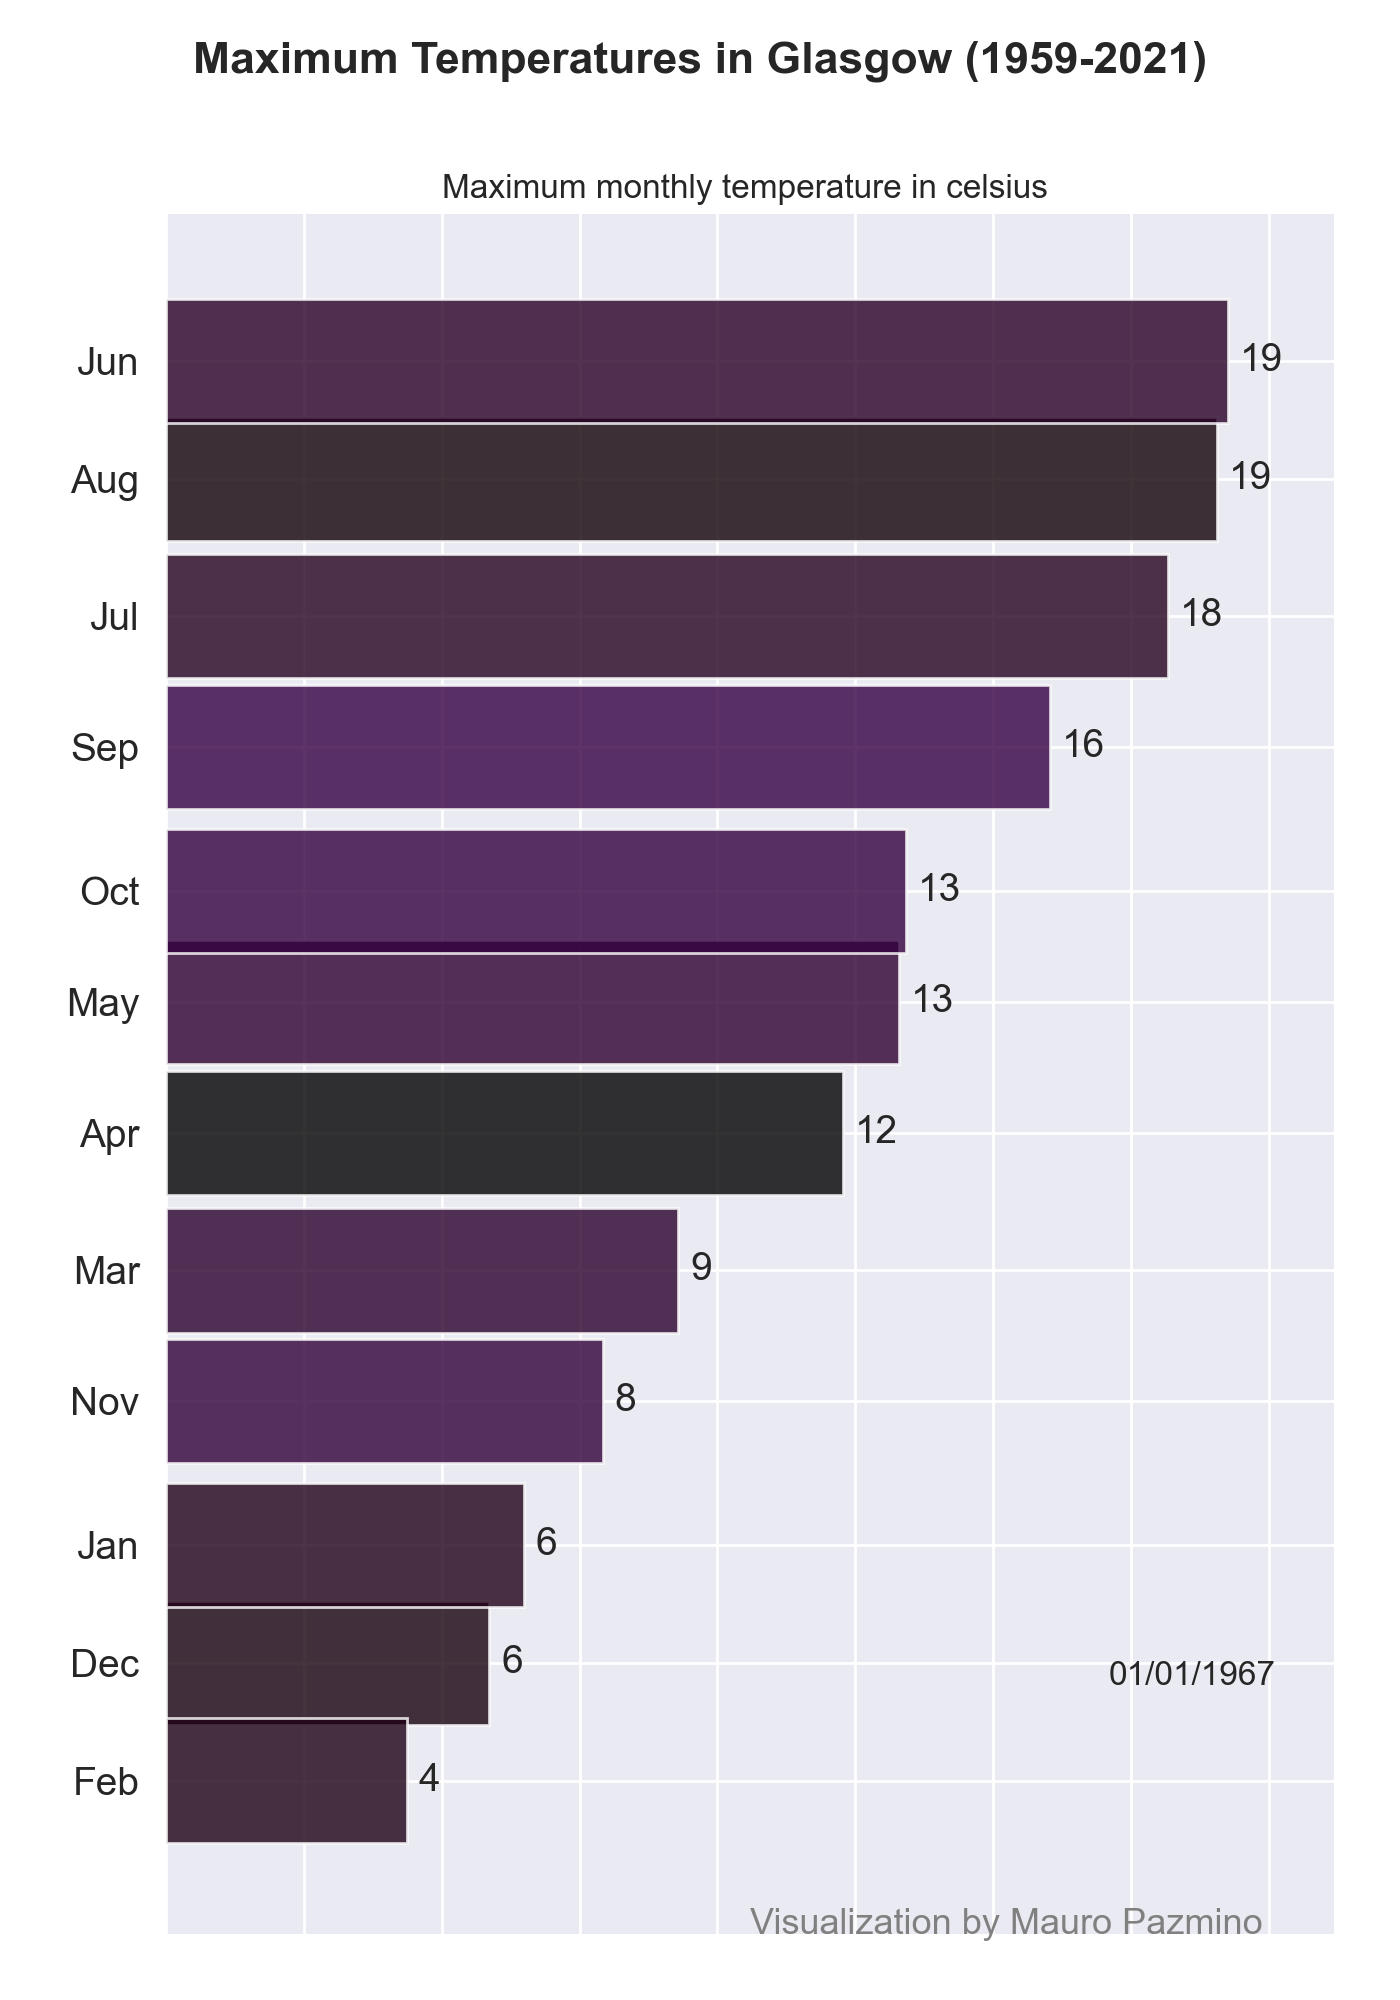 Maximum Temperatures in Glasgow (1959-2021)
Maximum monthly temperature in celsius
Jun 19
Aug 19
Jul 18
Sep 16
Oct 13
May 13
Apr 12
Mar 9
Nov 8
Jan 6
Dec 6
01/01/1967
Feb 4
Visualization by Mauro Pazmino